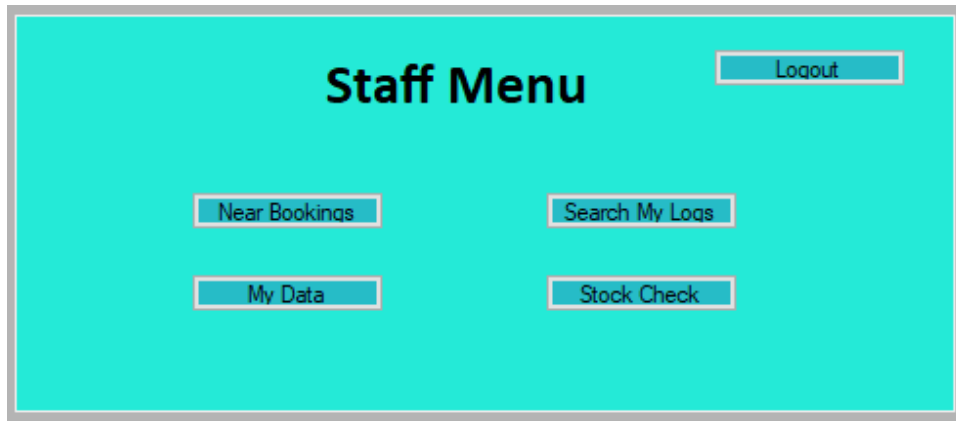 Staff Menu
Logout
Near Bookings
Search My Logs
My Data
Stock Check